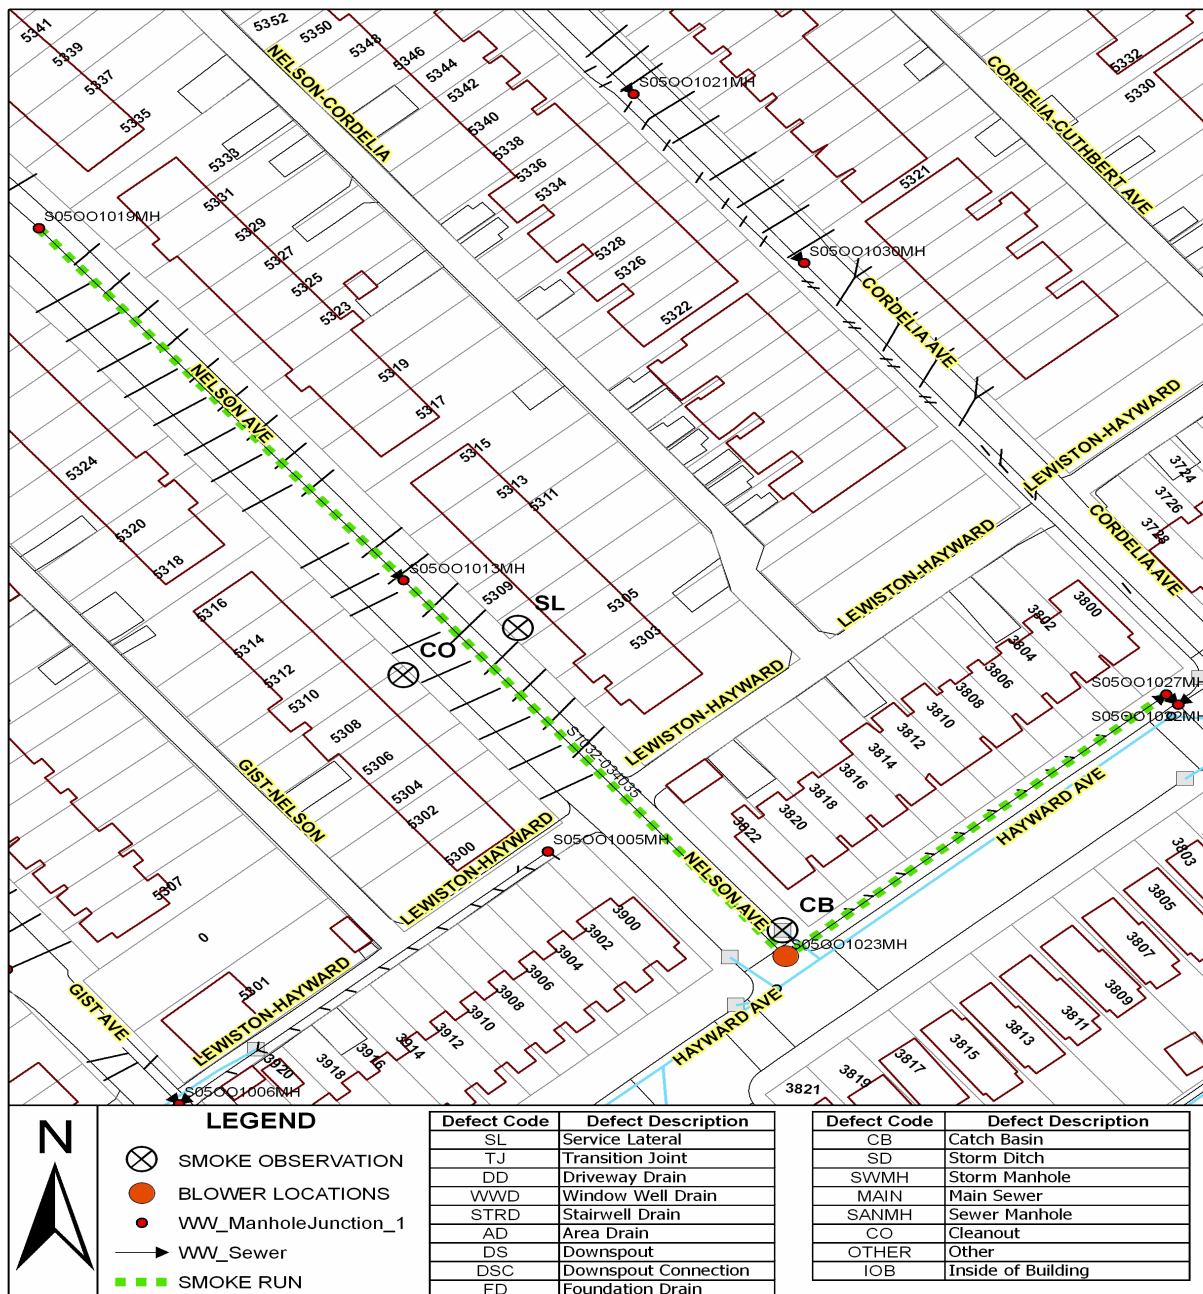 5352
5350
5348
5346
5344
5342
5340
5338
5336
5334
5328
5326
5322
5341
5339
5337
5335
5333
5331
5329
5327
5325
5323
5319
5317
5315
5313
5311
5309
5305
5303
NELSON-CORDELIA
S05OO1021MH
CORDELIA-CUTHBERT AVE
5332
5330
5321
S05OO1019MH
S05OO1030MH
CORDELIA AVE
NELSON AVE
LEWISTON-HAYWARD
3724
3726
3728
5324
5320
5318
LEWISTON-HAYWARD
CORDELIA AVE
S05OO1013MH
SL
CO
5316
5314
5312
5310
5308
5306
5304
5302
5300
3800
3802
3804
3806
3808
3810
3812
3814
3816
3818
3820
3822
LEWISTON-HAYWARD
S05OO1027MH
S1032-034035
GIST-NELSON
HAYWARD AVE
LEWISTON-HAYWARD
S05OO1005MH
NELSON AVE
CB
S05OO1023MH
5307
0
5301
3900
3902
3904
3906
3908
3910
3912
3914
3916
3918
3920
3803
3805
3807
3809
3811
3813
3815
3817
3819
3821
GIST AVE
LEWISTON-HAYWARD
HAYWARD AVE
S05OO1006MH
N
LEGEND
SMOKE OBSERVATION
BLOWER LOCATIONS
WW_ManholeJunction_1
WW_Sewer
SMOKE RUN
Defect Code Defect Description
SL Service Lateral
TJ Transition Joint
DD Driveway Drain
WWD Window Well Drain
STRD Stairwell Drain
AD Area Drain
DS Downspout
DSC Downspout Connection
FD Foundation Drain
Defect Code Defect Description
CB Catch Basin
SD Storm Ditch
SWMH Storm Manhole
MAIN Main Sewer
SANMH Sewer Manhole
CO Cleanout
OTHER Other
IOB Inside of Building